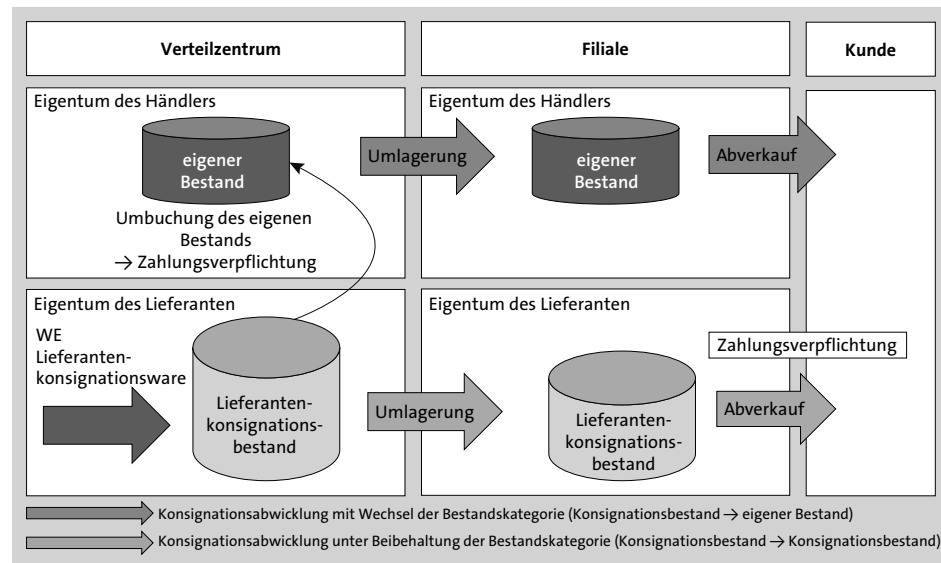 Verteilzentrum
Filiale
Kunde
Eigentum des Händlers
eigener
Bestand
Umbuchung des eigenen
Bestands
→ Zahlungsverpflichtung
Umlagerung
Eigentum des Händlers
eigener
Bestand
Abverkauf
Eigentum des Lieferanten
WE
Lieferanten-
konsignationsware
Lieferanten-
konsignations-
bestand
Umlagerung
Eigentum des Lieferanten
Lieferanten-
konsignations-
bestand
Zahlungsverpflichtung
Abverkauf
Konsignationsabwicklung mit Wechsel der Bestandskategorie (Konsignationsbestand → eigener Bestand)
Konsignationsabwicklung unter Beibehaltung der Bestandskategorie (Konsignationsbestand → Konsignationsbestand)